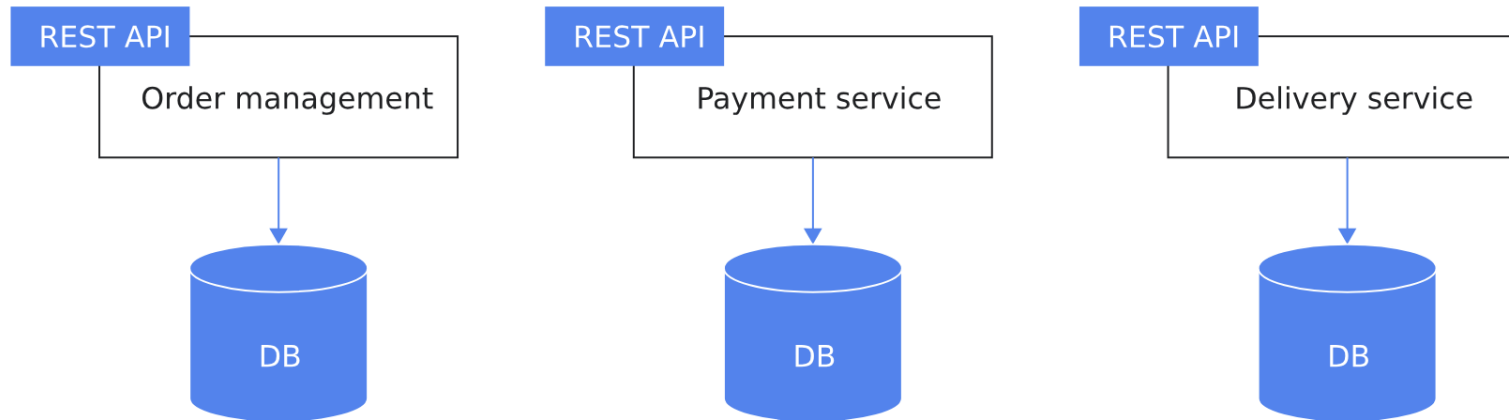 REST API
Order management
DB
REST API
Payment service
DB
REST API
Delivery service
DB